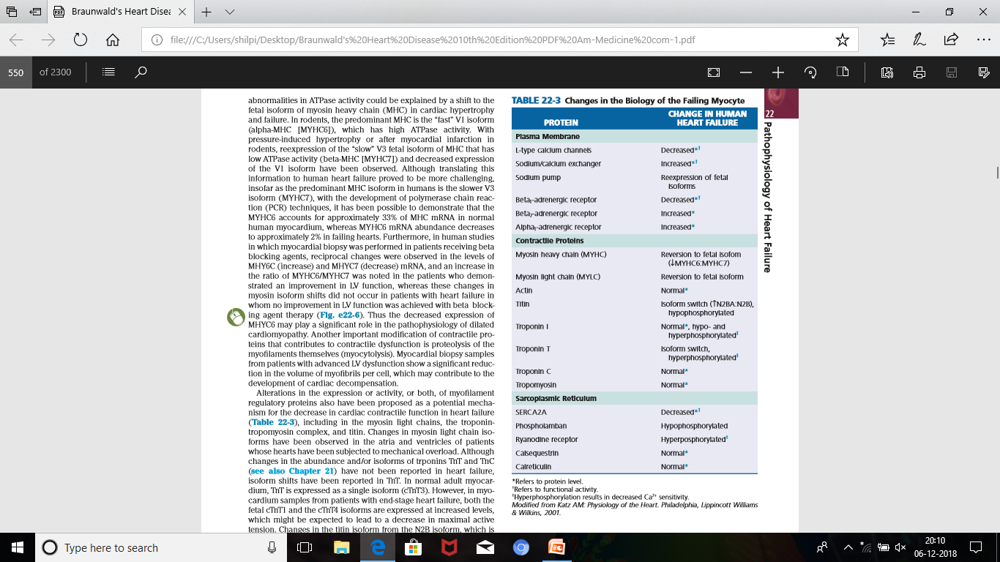 Braunwald's Heart Disea
file:///C:/Users/shilpi/Desktop/Braunwald's%20Heart%20Disease%2010th%20Edition%20PDF%20Am-Medicine%20com-1.pdf
550 of 2300
abnormalities in ATPase activity could be explained by a shift to the
fetal isoform of myosin heavy chain (MHC) in cardiac hypertrophy
and failure. In rodents, the predominant MHC is the “fast” V1 isoform
(alpha-MHC [MYHC6]), which has high ATPase activity. With
pressure-induced hypertrophy or after myocardial infarction in
rodents, reexpression of the “slow” V3 fetal isoform of MHC that has
low ATPase activity (beta-MHC [MYHC7]) and decreased expression
of the V1 isoform have been observed. Although translating this
information to human heart failure proved to be more challenging,
insofar as the predominant MHC isoform in humans is the slower V3
isoform (MYHC7), with the development of polymerase chain reac-
tion (PCR) techniques, it has been possible to demonstrate that the
MYHC6 accounts for approximately 33% of MHC mRNA in normal
human myocardium, whereas MYHC6 mRNA abundance decreases
to approximately 2% in failing hearts. Furthermore, in human studies
in which myocardial biopsy was performed in patients receiving beta
blocking agents, reciprocal changes were observed in the levels of
MHY6C (increase) and MHYC7 (decrease) mRNA, and an increase in
the ratio of MYHC6/MYHC7 was noted in the patients who demon-
strated an improvement in LV function, whereas these changes in
myosin isoform shifts did not occur in patients with heart failure in
whom no improvement in LV function was achieved with beta block-
ing agent therapy (Fig. e22-6). Thus the decreased expression of
MHYC6 may play a significant role in the pathophysiology of dilated
cardiomyopathy. Another important modification of contractile pro-
teins that contributes to contractile dysfunction is proteolysis of the
myofilaments themselves (myocytolysis). Myocardial biopsy samples
from patients with advanced LV dysfunction show a significant reduc-
tion in the volume of myofibrils per cell, which may contribute to the
development of cardiac decompensation.
Alterations in the expression or activity, or both, of myofilament
regulatory proteins also have been proposed as a potential mecha-
nism for the decrease in cardiac contractile function in heart failure
(Table 22-3), including in the myosin light chains, the troponin-
tropomyosin complex, and titin. Changes in myosin light chain iso-
forms have been observed in the atria and ventricles of patients
whose hearts have been subjected to mechanical overload. Although
changes in the abundance and/or isoforms of trponins TnT and TnC
(see also Chapter 21) have not been reported in heart failure,
isoform shifts have been reported in TnT. In normal adult myocar-
dium, TnT is expressed as a single isoform (cTnT3). However, in myo-
cardium samples from patients with end-stage heart failure, both the
fetal cTnT1 and the cTnT4 isoforms are expressed at increased levels,
which might be expected to lead to a decrease in maximal active
tension. Changes in the titin isoform from the N2B isoform, which is
TABLE 22-3 Changes in the Biology of the Failing Myocyte
PROTEIN CHANGE IN HUMAN
HEART FAILURE
Plasma Membrane
L-type calcium channels Decreased*†
Sodium/calcium exchanger Increased*†
Sodium pump Reexpression of fetal
isoforms
Beta₁-adrenergic receptor Decreased*†
Beta₂-adrenergic receptor Increased*
Alpha₁-adrenergic receptor Increased*
Contractile Proteins
Myosin heavy chain (MYHC) Reversion to fetal isofom
(↓MYHC6:MYHC7)
Myosin light chain (MYLC) Reversion to fetal isoform
Actin Normal*
Titin Isoform switch (↑N2BA:N2B),
hypophosphorylated
Troponin I Normal*, hypo- and
hyperphosphorylated‡
Troponin T Isoform switch,
hyperphosphorylated‡
Troponin C Normal*
Tropomyosin Normal*
Sarcoplasmic Reticulum
SERCA2A Decreased*†
Phospholamban Hypophosphorylated
Ryanodine receptor Hyperposphorylated†
Calsequestrin Normal*
Calreticulin Normal*
*Refers to protein level.
†Refers to functional activity.
‡Hyperphosphorylation results in decreased Ca²⁺ sensitivity.
Modified from Katz AM: Physiology of the Heart. Philadelphia, Lippincott Williams
& Wilkins, 2001.
22
Pathophysiology of Heart Failure
Type here to search
20:10
06-12-2018